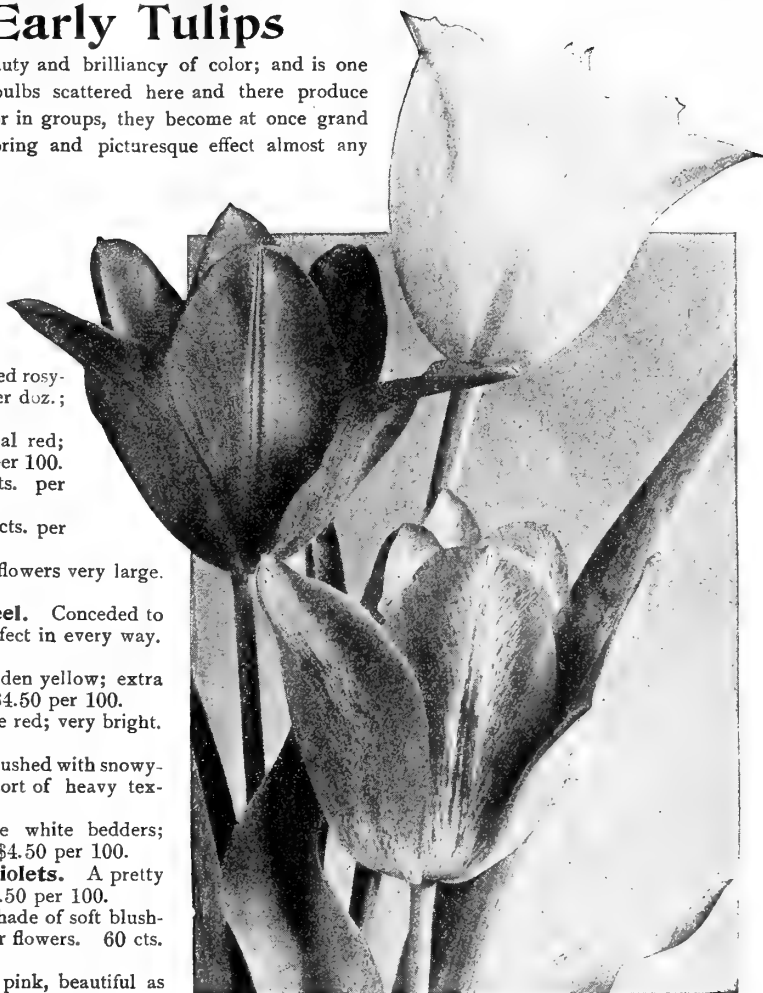 Early Tulips
uty and brilliancy of color; and is one
bulbs scattered here and there produce
r in groups, they become at once grand
ring and picturesque effect almost any
ed rosy-
er doz.;
al red;
er 100.
ts. per
cts. per
flowers very large.
eel. Conceded to
fect in every way.
den yellow; extra
$4.50 per 100.
e red; very bright.
ushed with snowy-
ort of heavy tex-
e white bedders;
$4.50 per 100.
iolets. A pretty
.50 per 100.
hade of soft blush-
r flowers. 60 cts.
pink, beautiful as